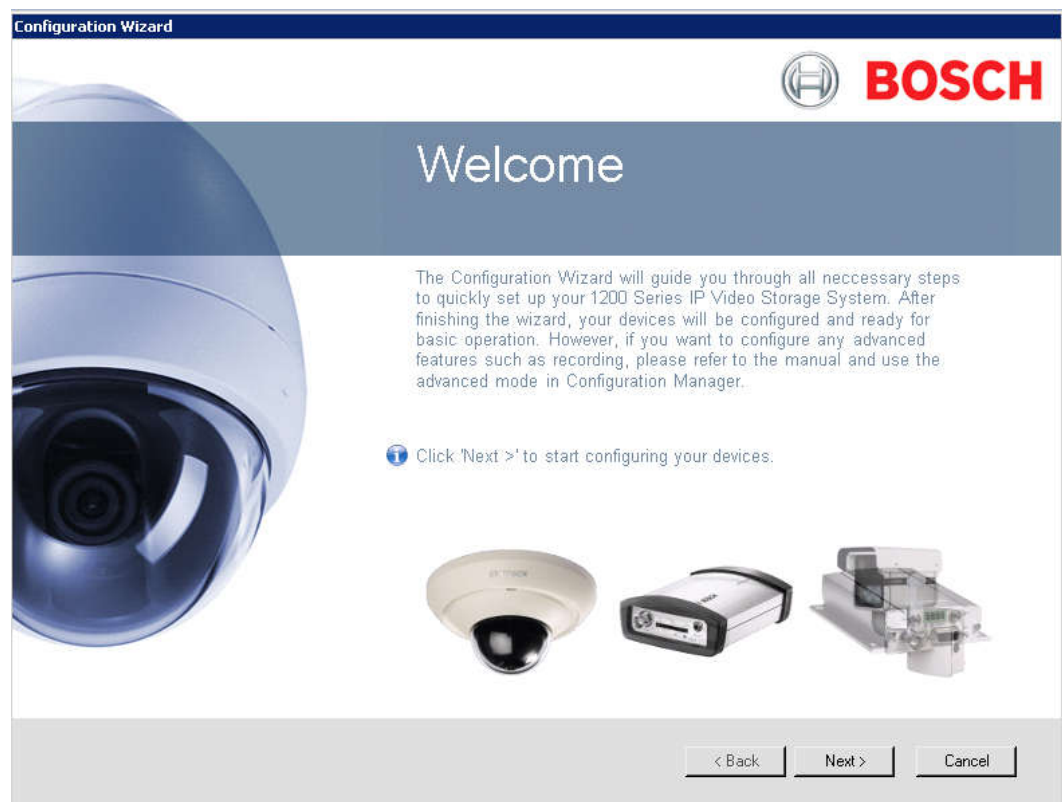 Configuration Wizard
BOSCH
Welcome
The Configuration Wizard will guide you through all neccessary steps
to quickly set up your 1200 Series IP Video Storage System. After
finishing the wizard, your devices will be configured and ready for
basic operation. However, if you want to configure any advanced
features such as recording, please refer to the manual and use the
advanced mode in Configuration Manager.
Click 'Next >' to start configuring your devices.
< Back
Next >
Cancel